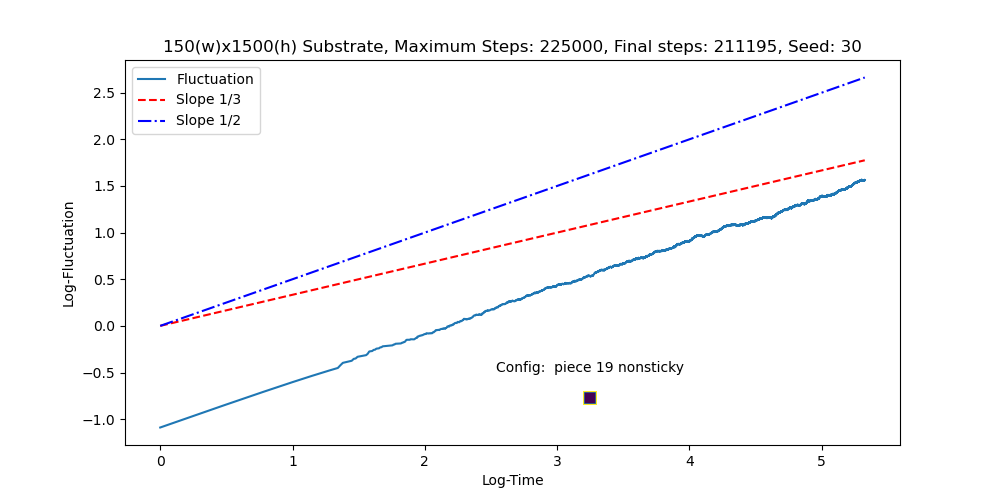 150(w)x1500(h) Substrate, Maximum Steps: 225000, Final steps: 211195, Seed: 30
Fluctuation
Slope 1/3
Slope 1/2
2.5
2.0
1.5
1.0
0.5
0.0
−0.5
−1.0
Log-Fluctuation
Config:  piece 19 nonsticky
0 1 2 3 4 5
Log-Time